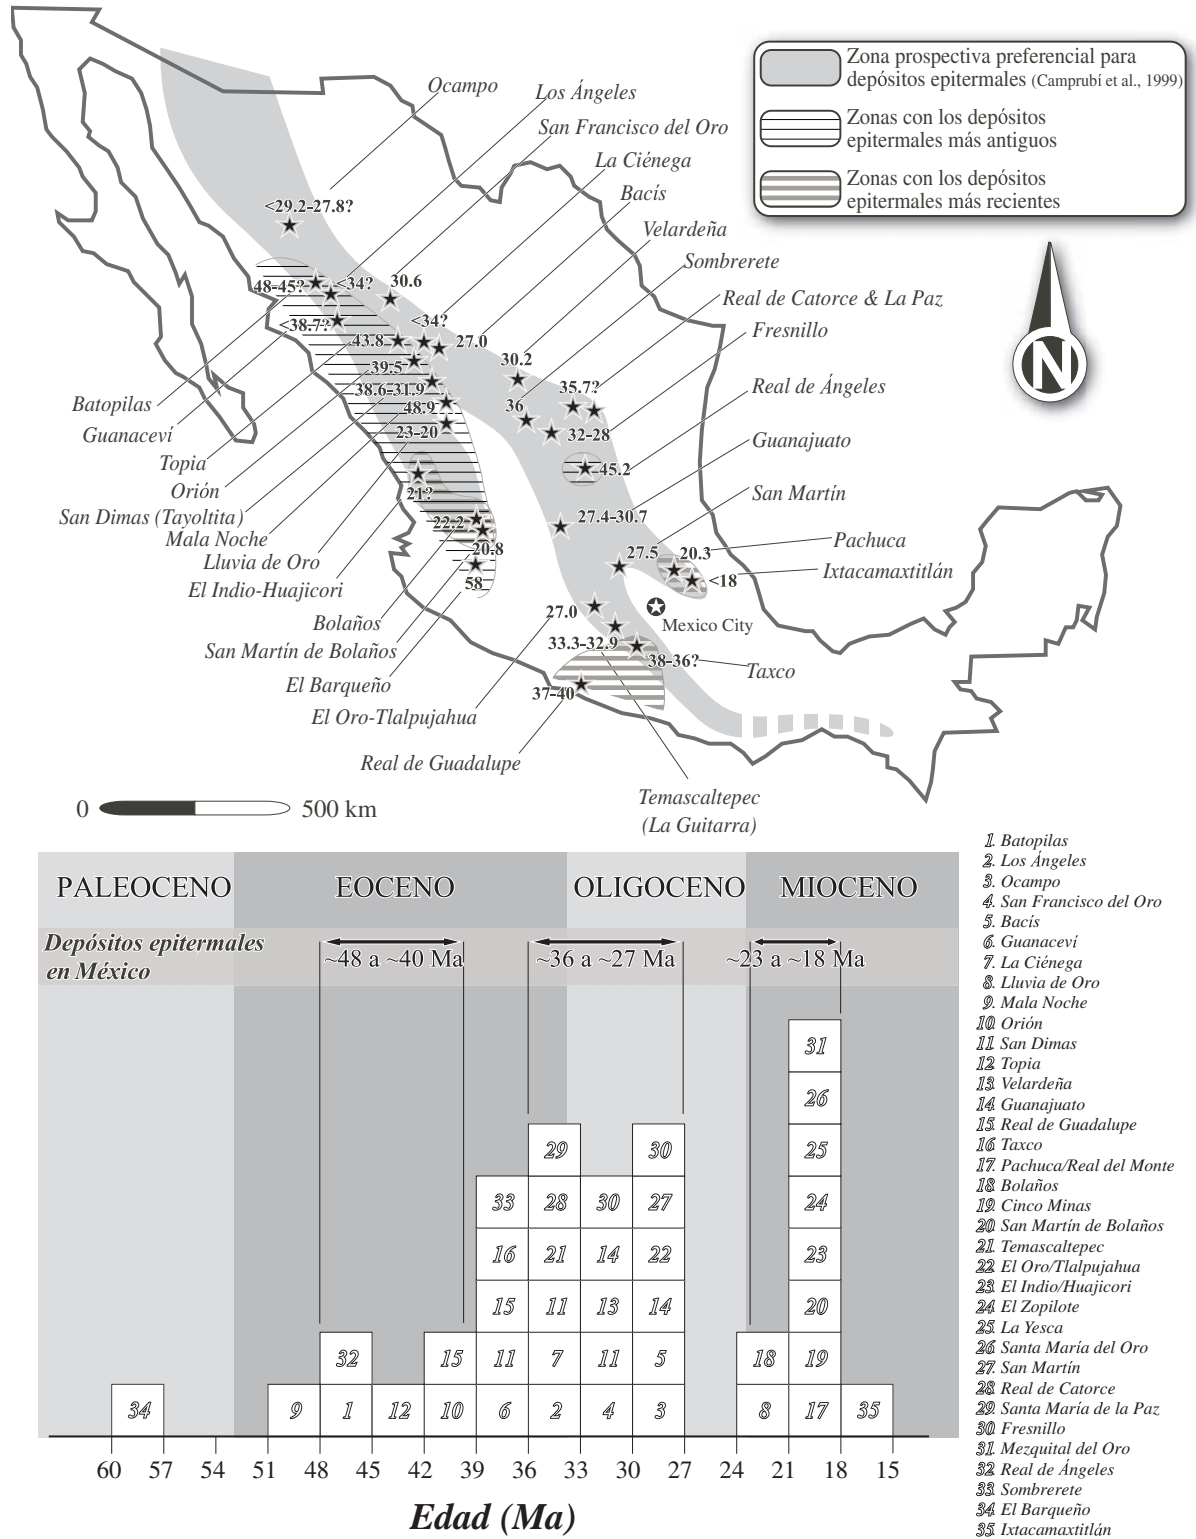 Zona prospectiva preferencial para
depósitos epitermales (Camprubí et al., 1999)
Zonas con los depósitos
epitermales más antiguos
Zonas con los depósitos
epitermales más recientes
Ocampo
Los Ángeles
San Francisco del Oro
La Ciénega
Bacís
Velardeña
Sombrerete
Real de Catorce & La Paz
Fresnillo
Real de Ángeles
Guanajuato
San Martín
Pachuca
Ixtacamaxtitlán
Mexico City
Taxco
Batopilas
Guanaceví
Topia
Orión
San Dimas (Tayoltita)
Mala Noche
Lluvia de Oro
El Indio-Huajicori
Bolaños
San Martín de Bolaños
El Barqueño
El Oro-Tlalpujahua
Real de Guadalupe
Temascaltepec
(La Guitarra)
<29.2-27.8?
48-45?
<34?
30.6
<38.7?
43.8
<34?
27.0
39.5
38.6-31.9
48.9
23-20
30.2
35.7?
36
32-28
45.2
21?
22.2
20.8
58
27.4-30.7
27.5
20.3
<18
27.0
33.3-32.9
38-36?
37-40
N
0
500 km
PALEOCENO
EOCENO
OLIGOCENO
MIOCENO
Depósitos epitermales
en México
~48 a ~40 Ma
~36 a ~27 Ma
~23 a ~18 Ma
31
26
25
24
23
20
19
17
29
30
33
28
30
27
16
21
14
22
15
11
13
14
32
15
11
7
11
5
18
34
9
1
12
10
6
2
4
3
8
35
60
57
54
51
48
45
42
39
36
33
30
27
24
21
18
15
Edad (Ma)
1. Batopilas
2. Los Ángeles
3. Ocampo
4. San Francisco del Oro
5. Bacís
6. Guanaceví
7. La Ciénega
8. Lluvia de Oro
9. Mala Noche
10. Orión
11. San Dimas
12. Topia
13. Velardeña
14. Guanajuato
15. Real de Guadalupe
16. Taxco
17. Pachuca/Real del Monte
18. Bolaños
19. Cinco Minas
20. San Martín de Bolaños
21. Temascaltepec
22. El Oro/Tlalpujahua
23. El Indio/Huajicori
24. El Zopilote
25. La Yesca
26. Santa María del Oro
27. San Martín
28. Real de Catorce
29. Santa María de la Paz
30. Fresnillo
31. Mezquital del Oro
32. Real de Ángeles
33. Sombrerete
34. El Barqueño
35. Ixtacamaxtitlán